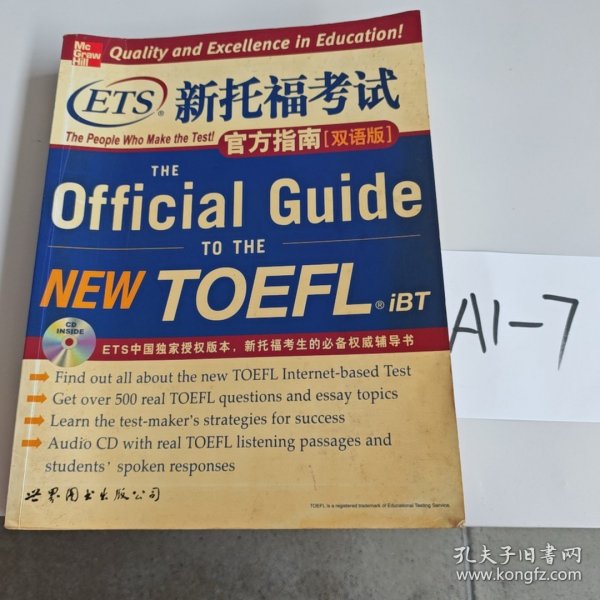 Mc
Graw
Hill
Quality and Excellence in Education!
ETS® 新托福考试
The People Who Make the Test!
官方指南[双语版]
THE
Official Guide
TO THE
NEW TOEFL® iBT
CD
INSIDE
ETS中国独家授权版本，新托福考生的必备权威辅导书
Find out all about the new TOEFL Internet-based Test
Get over 500 real TOEFL questions and essay topics
Learn the test-maker's strategies for success
Audio CD with real TOEFL listening passages and
students' spoken responses
世界图书出版公司
TOEFL is a registered trademark of Educational Testing Service.
A1-7
孔夫子旧书网
www.kongfz.com